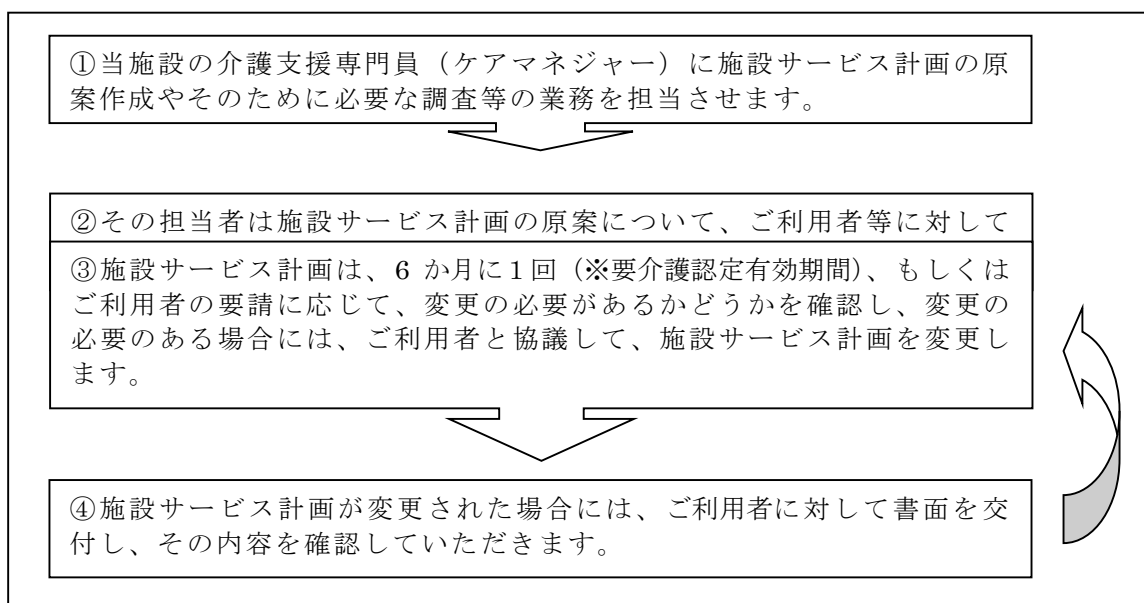 ①当施設の介護支援専門員（ケアマネジャー）に施設サービス計画の原
案作成やそのために必要な調査等の業務を担当させます。
②その担当者は施設サービス計画の原案について、ご利用者等に対して
③施設サービス計画は、6 か月に１回（※要介護認定有効期間）、もしくは
ご利用者の要請に応じて、変更の必要があるかどうかを確認し、変更の
必要のある場合には、ご利用者と協議して、施設サービス計画を変更し
ます。
④施設サービス計画が変更された場合には、ご利用者に対して書面を交
付し、その内容を確認していただきます。